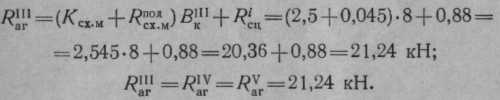 R_аг^III = (K_сх.м + R_сх.м^пол) B_к^III + R_сц^i = (2,5 + 0,045)·8 + 0,88 =
= 2,545·8 + 0,88 = 20,36 + 0,88 = 21,24 кН;
R_аг^III = R_аг^IV = R_аг^V = 21,24 кН.